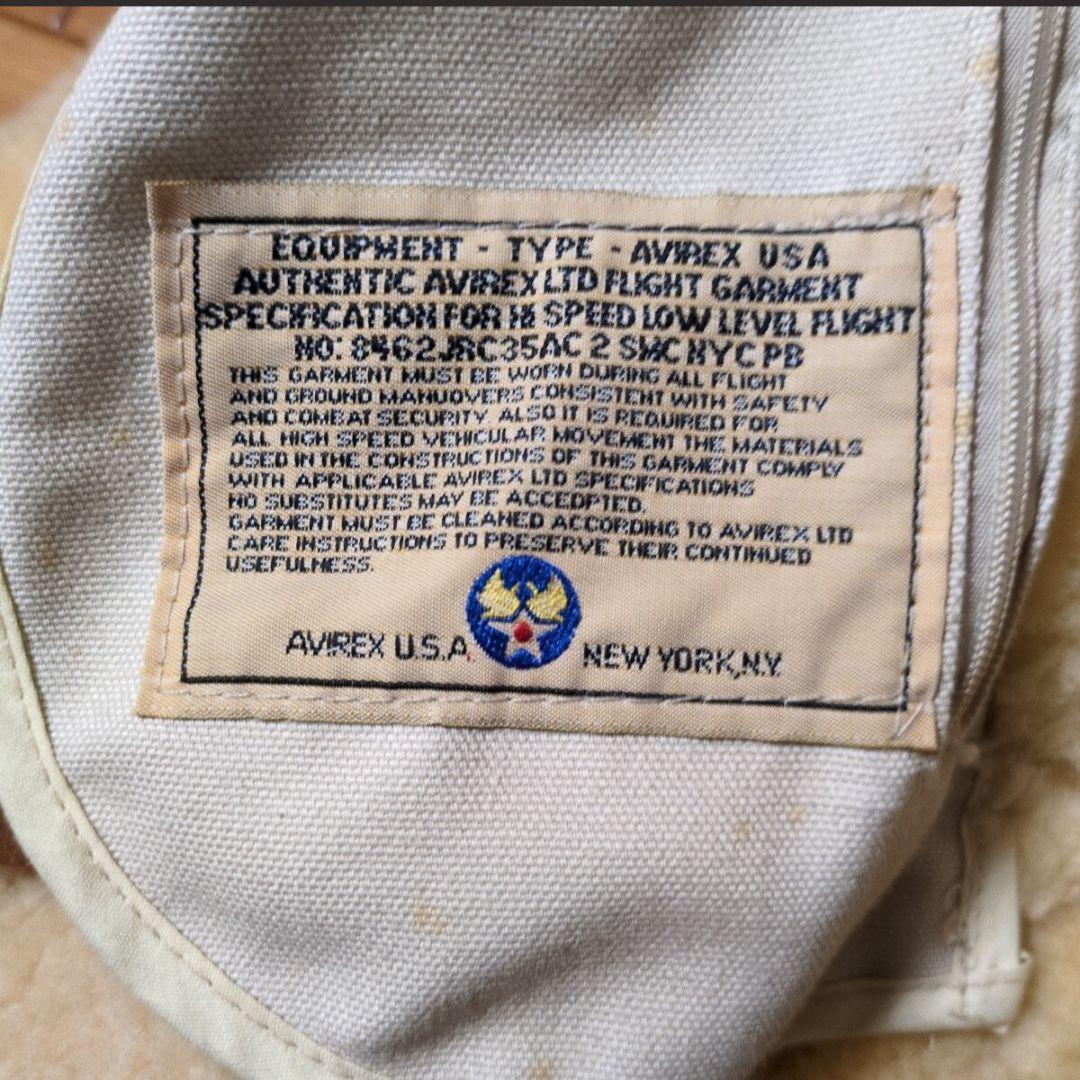 EQUIPMENT - TYPE - AVIREX USA
AUTHENTIC AVIREX LTD FLIGHT GARMENT
SPECIFICATION FOR HI SPEED LOW LEVEL FLIGHT
NO: 8462JRC35AC 2 SMC NYC PB
THIS GARMENT MUST BE WORN DURING ALL FLIGHT
AND GROUND MANUOVERS CONSISTENT WITH SAFETY
AND COMBAT SECURITY. ALSO IT IS REQUIRED FOR
ALL HIGH SPEED VEHICULAR MOVEMENT THE MATERIALS
USED IN THE CONSTRUCTIONS OF THIS GARMENT COMPLY
WITH APPLICABLE AVIREX LTD SPECIFICATIONS
NO SUBSTITUTES MAY BE ACCEDPTED.
GARMENT MUST BE CLEANED ACCORDING TO AVIREX LTD
CARE INSTRUCTIONS TO PRESERVE THEIR CONTINUED
USEFULNESS.
AVIREX U.S.A. NEW YORK, N.Y.